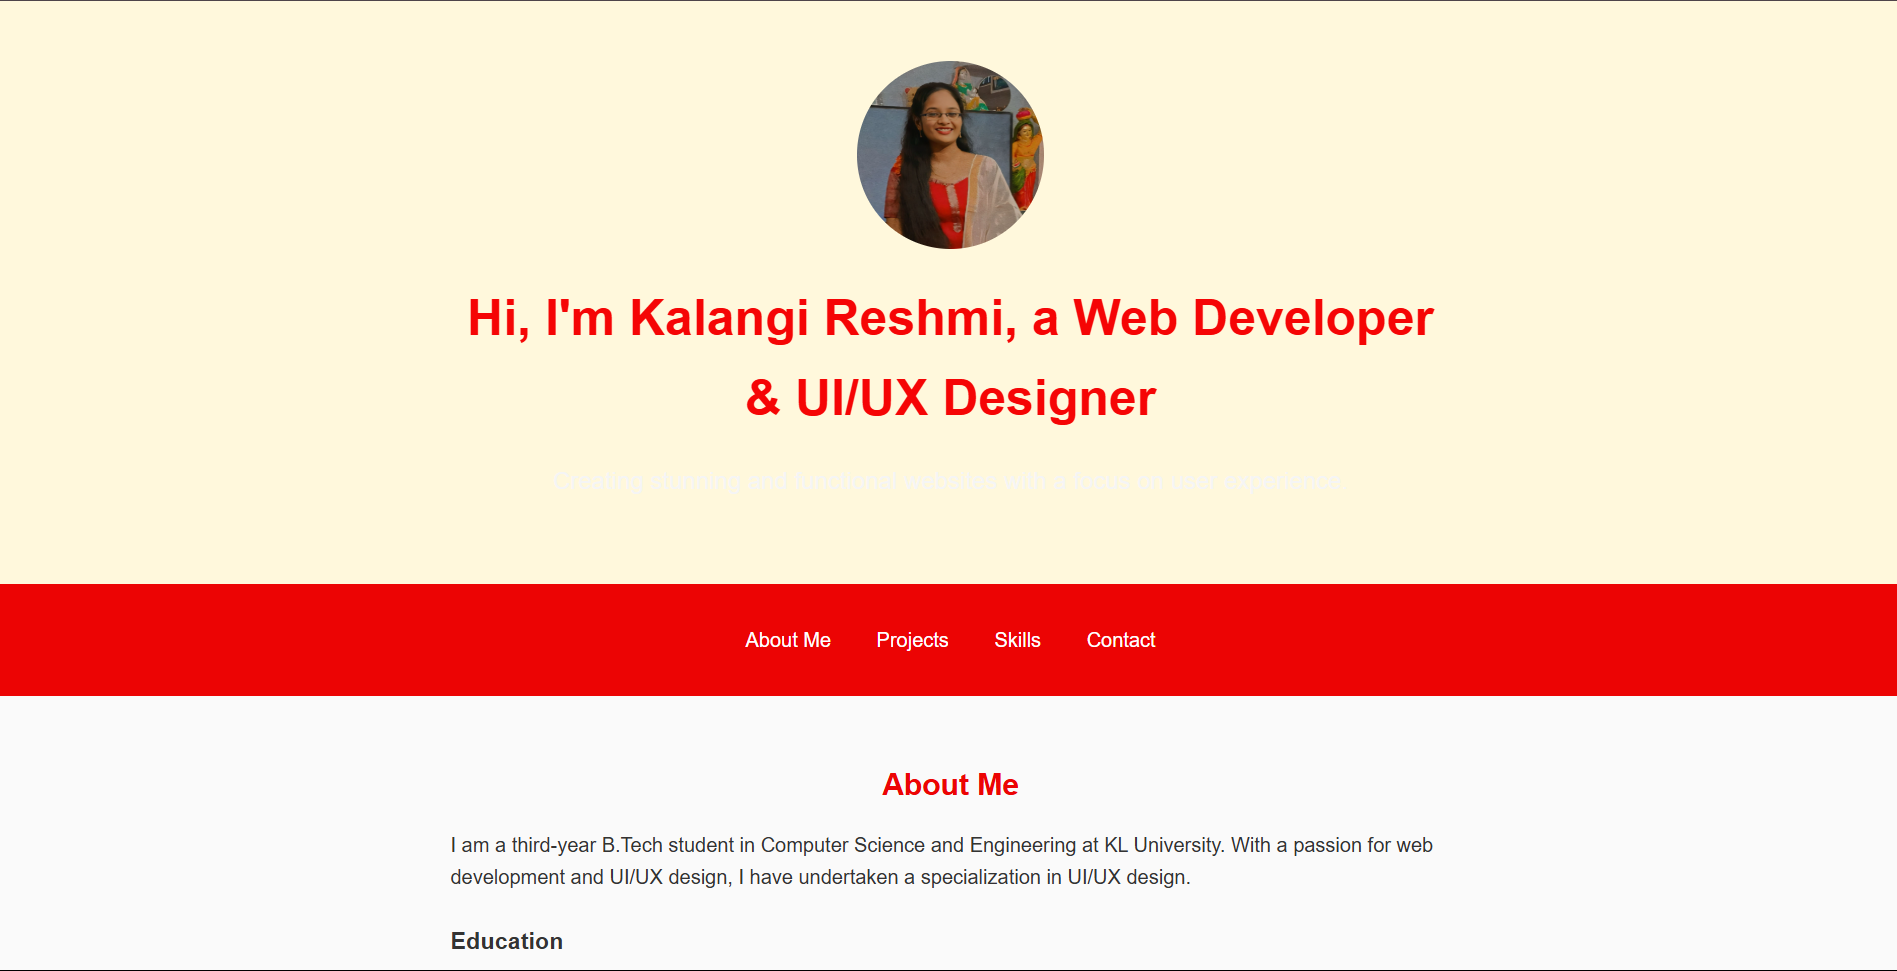 Hi, I'm Kalangi Reshmi, a Web Developer
& UI/UX Designer
Creating stunning and functional websites with a focus on user experience
About Me Projects Skills Contact
About Me
I am a third-year B.Tech student in Computer Science and Engineering at KL University. With a passion for web
development and UI/UX design, I have undertaken a specialization in UI/UX design.
Education